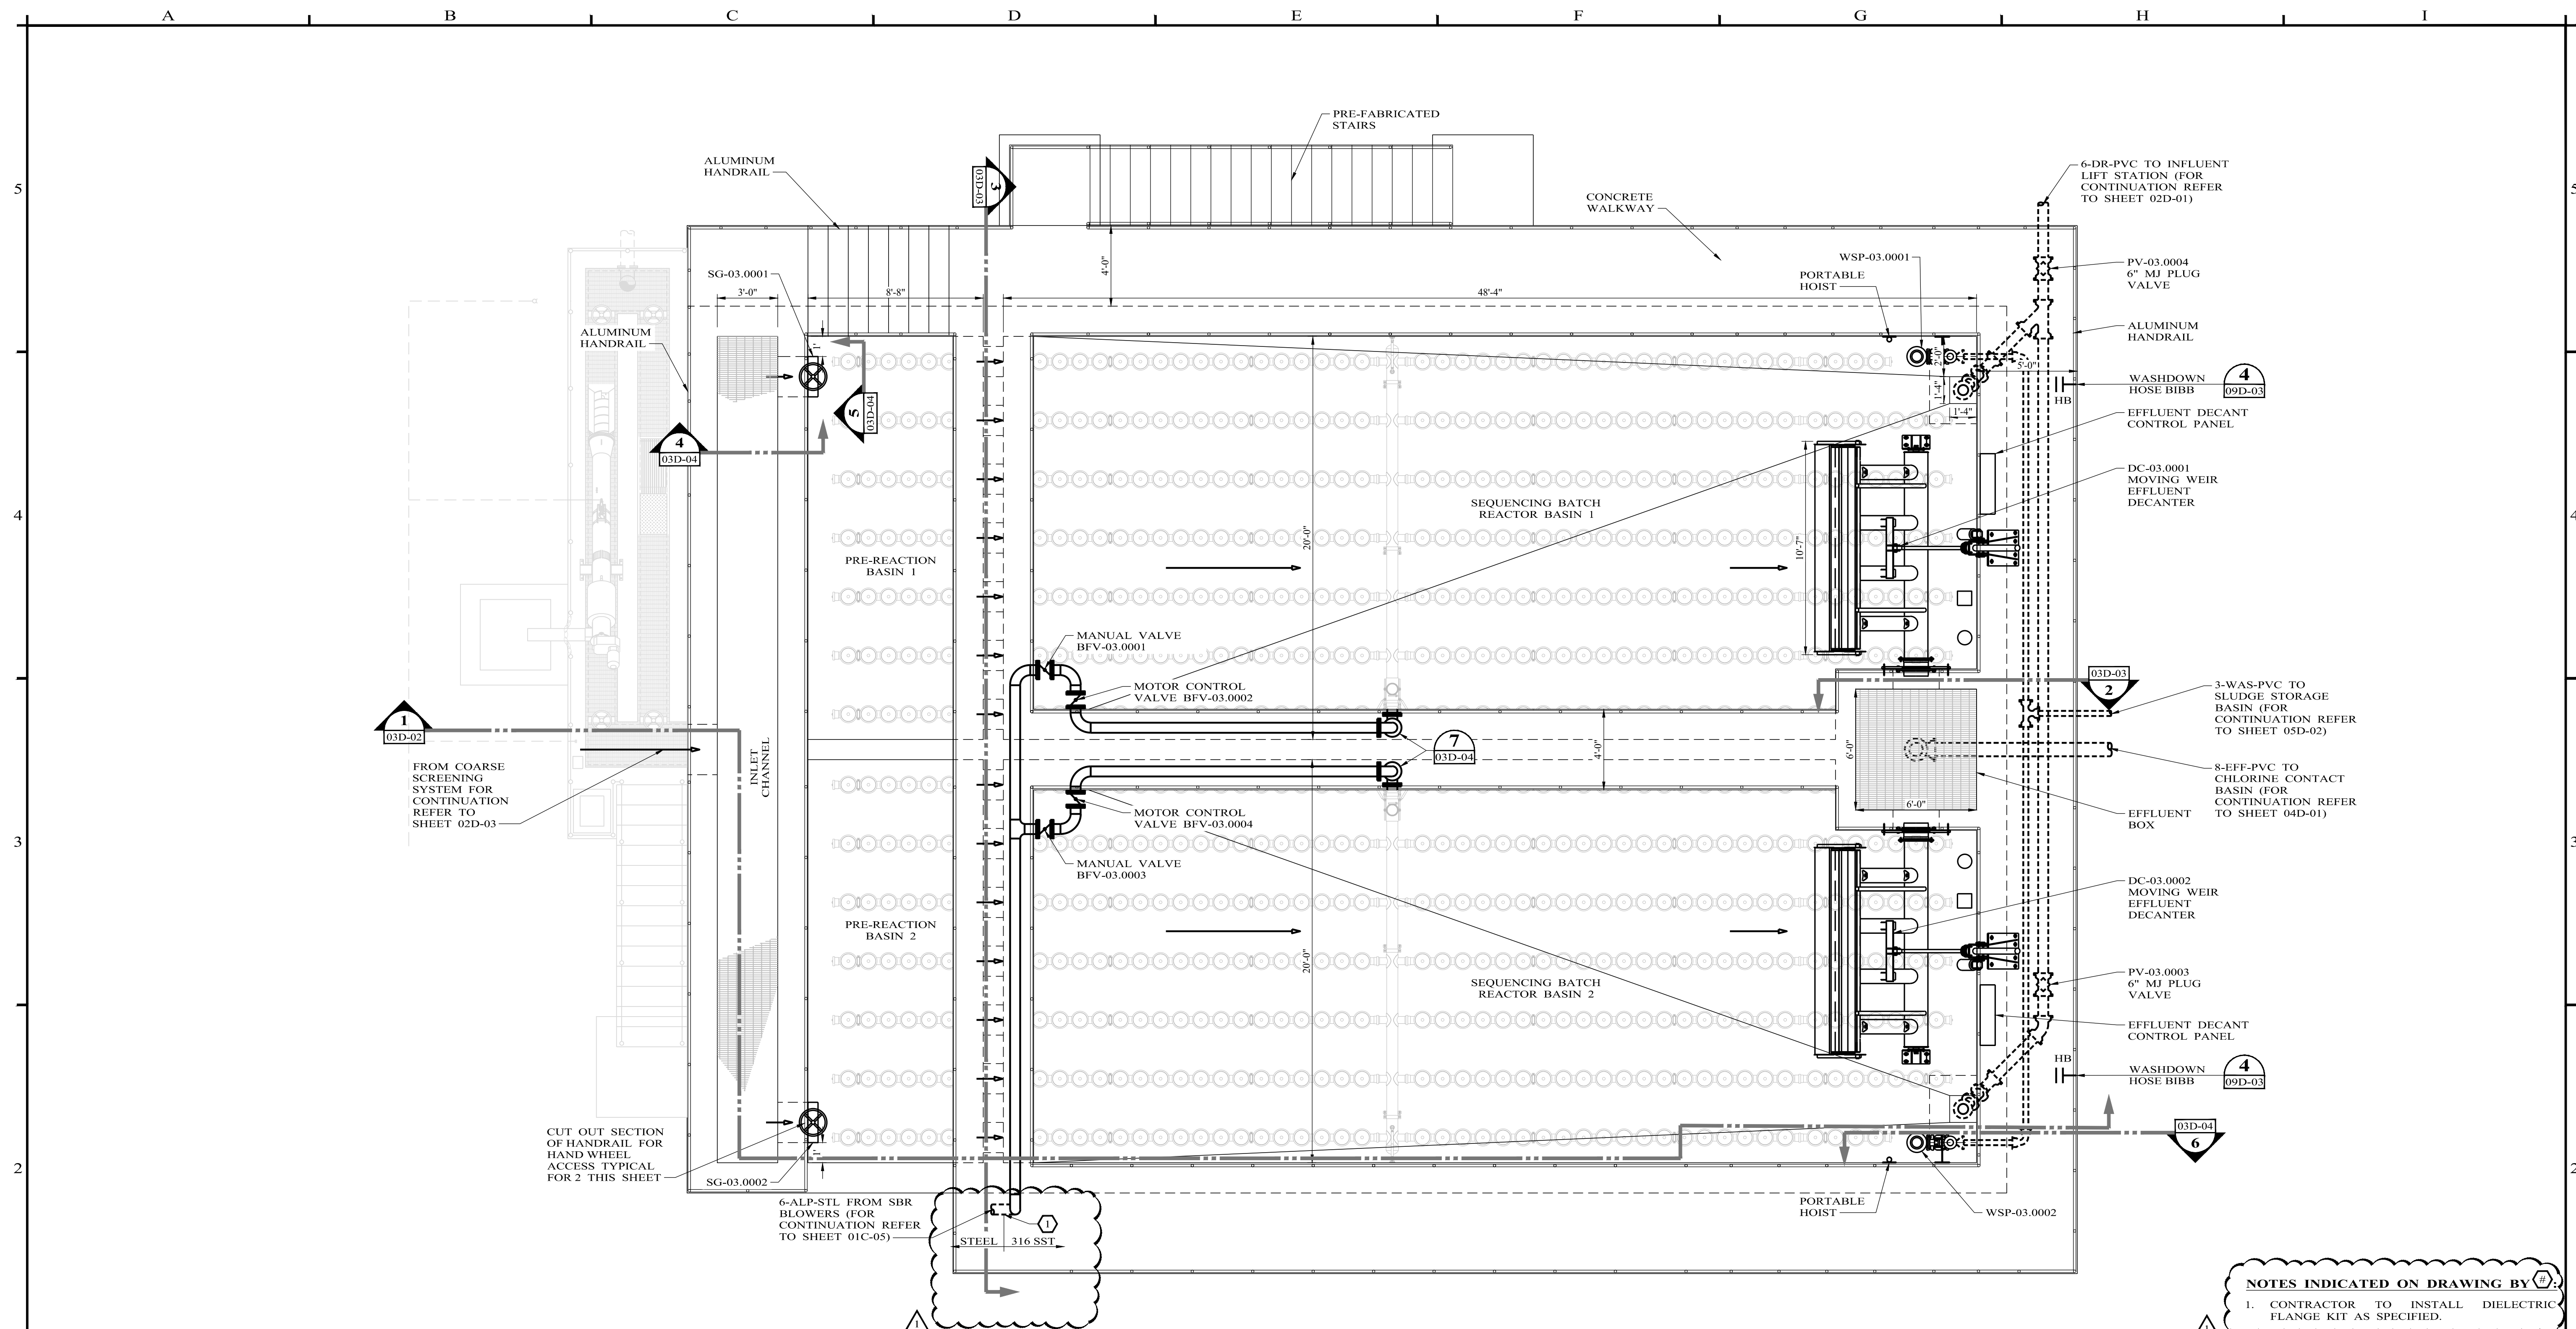 A
B
C
D
E
F
G
H
I
5
4
3
2
5
4
3
2
PRE-FABRICATED
STAIRS
ALUMINUM
HANDRAIL
3
03D-03
CONCRETE
WALKWAY
6-DR-PVC TO INFLUENT
LIFT STATION (FOR
CONTINUATION REFER
TO SHEET 02D-01)
SG-03.0001
4'-0"
WSP-03.0001
PORTABLE
HOIST
PV-03.0004
6" MJ PLUG
VALVE
3'-0"
8'-8"
48'-4"
ALUMINUM
HANDRAIL
ALUMINUM
HANDRAIL
1'
2'-0"
5'-0"
1'-4"
1'-4"
WASHDOWN
HOSE BIBB
HB
4
09D-03
5
03D-04
4
03D-04
EFFLUENT DECANT
CONTROL PANEL
DC-03.0001
MOVING WEIR
EFFLUENT
DECANTER
SEQUENCING BATCH
REACTOR BASIN 1
20'-0"
10'-7"
PRE-REACTION
BASIN 1
MANUAL VALVE
BFV-03.0001
MOTOR CONTROL
VALVE BFV-03.0002
03D-03
2
3-WAS-PVC TO
SLUDGE STORAGE
BASIN (FOR
CONTINUATION REFER
TO SHEET 05D-02)
1
03D-02
7
03D-04
4'-0"
6'-0"
6'-0"
INLET
CHANNEL
FROM COARSE
SCREENING
SYSTEM FOR
CONTINUATION
REFER TO
SHEET 02D-03
8-EFF-PVC TO
CHLORINE CONTACT
BASIN (FOR
CONTINUATION REFER
TO SHEET 04D-01)
EFFLUENT
BOX
MOTOR CONTROL
VALVE BFV-03.0004
MANUAL VALVE
BFV-03.0003
DC-03.0002
MOVING WEIR
EFFLUENT
DECANTER
PRE-REACTION
BASIN 2
20'-0"
SEQUENCING BATCH
REACTOR BASIN 2
PV-03.0003
6" MJ PLUG
VALVE
EFFLUENT DECANT
CONTROL PANEL
HB
WASHDOWN
HOSE BIBB
4
09D-03
CUT OUT SECTION
OF HANDRAIL FOR
HAND WHEEL
ACCESS TYPICAL
FOR 2 THIS SHEET
1'
SG-03.0002
03D-04
6
6-ALP-STL FROM SBR
BLOWERS (FOR
CONTINUATION REFER
TO SHEET 01C-05)
1
STEEL
316 SST
PORTABLE
HOIST
WSP-03.0002
1
NOTES INDICATED ON DRAWING BY #:
1. CONTRACTOR TO INSTALL DIELECTRIC
FLANGE KIT AS SPECIFIED.
1